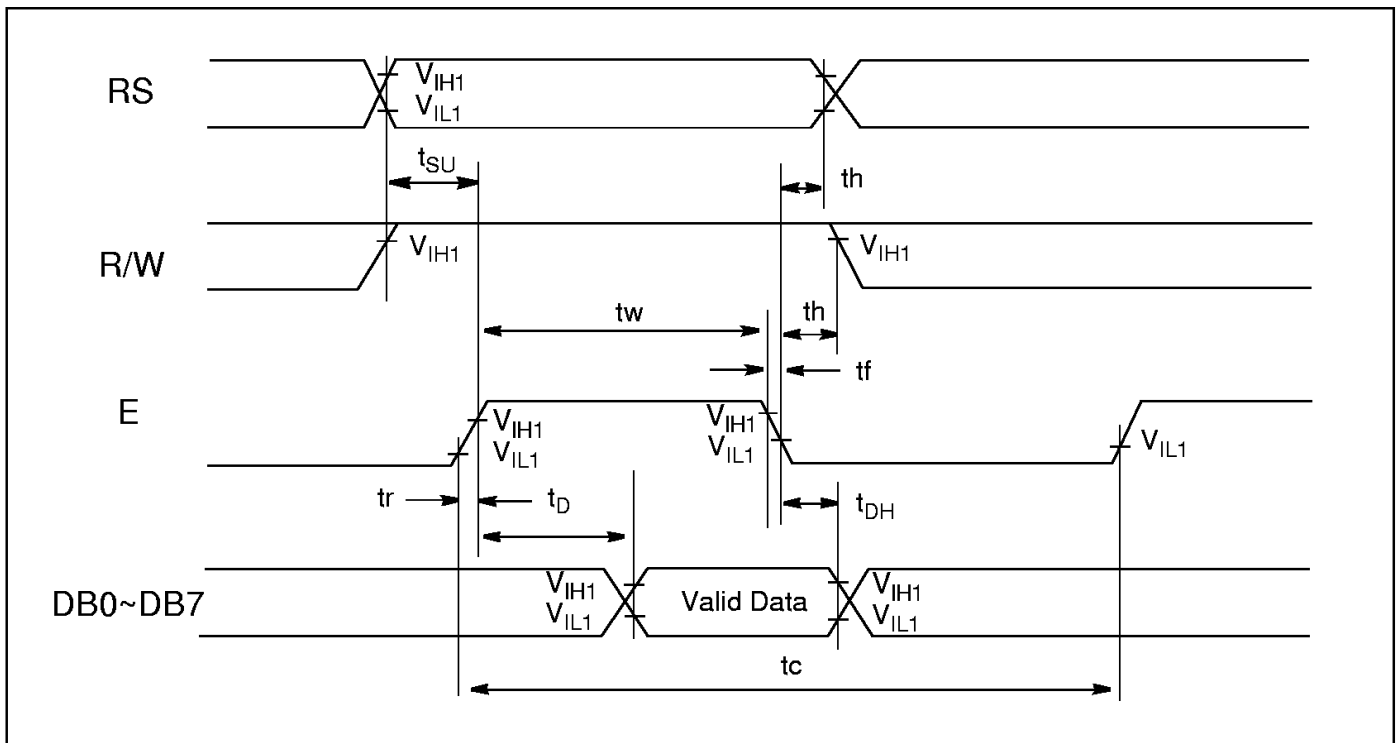 RS
V_IH1
V_IL1
t_SU
th
R/W
V_IH1
V_IH1
tw
th
tf
E
V_IH1
V_IL1
V_IH1
V_IL1
V_IL1
tr
t_D
t_DH
DB0~DB7
V_IH1
V_IL1
Valid Data
V_IH1
V_IL1
tc